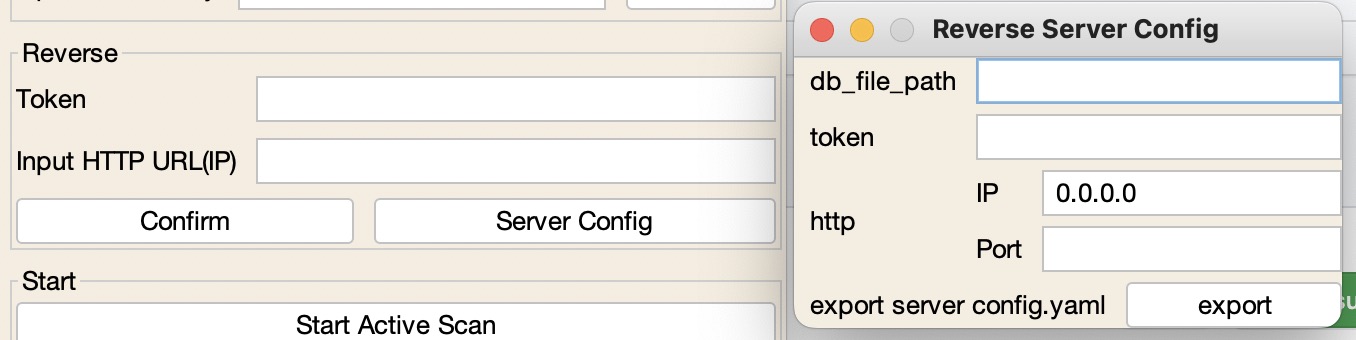 Reverse
Token
Input HTTP URL(IP)
Confirm
Server Config
Start
Start Active Scan
Reverse Server Config
db_file_path
token
http
IP
0.0.0.0
Port
export server config.yaml
export